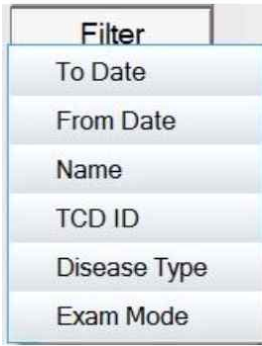 Filter
To Date
From Date
Name
TCD ID
Disease Type
Exam Mode